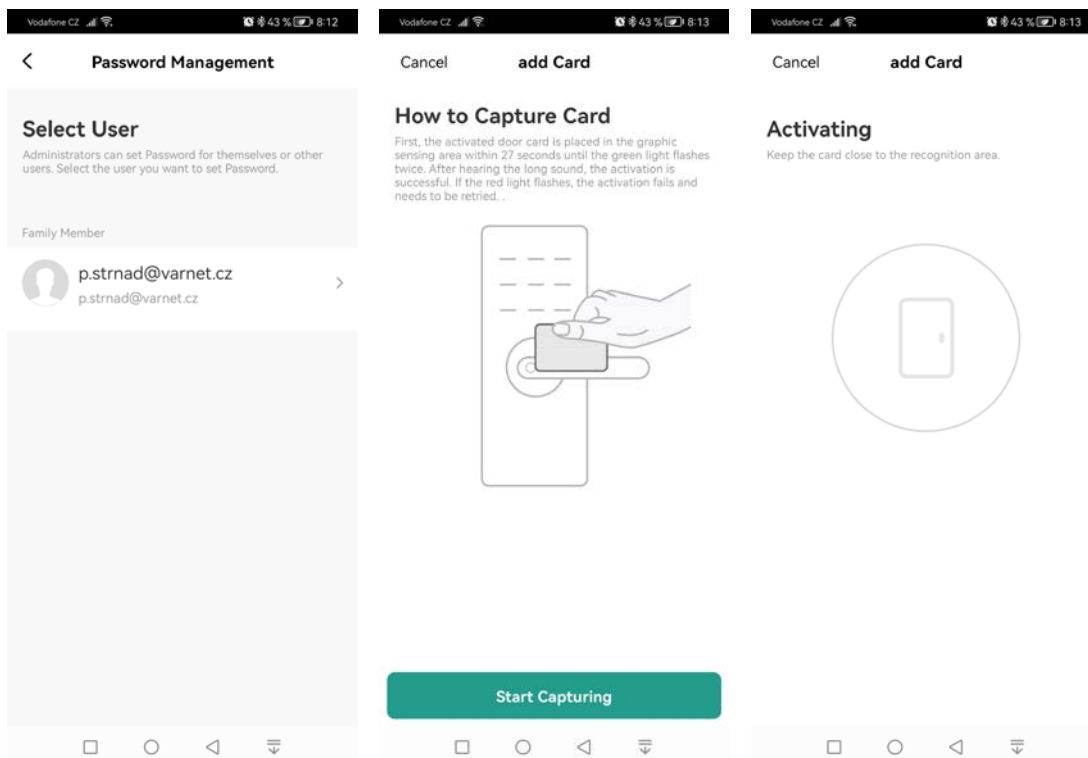 Vodafone CZ 43 % 8:12
Password Management
Select User
Administrators can set Password for themselves or other
users. Select the user you want to set Password.
Family Member
p.strnad@varnet.cz
p.strnad@varnet.cz
Vodafone CZ 43 % 8:13
Cancel add Card
How to Capture Card
First, the activated door card is placed in the graphic
sensing area within 27 seconds until the green light flashes
twice. After hearing the long sound, the activation is
successful. If the red light flashes, the activation fails and
needs to be retried. .
Start Capturing
Vodafone CZ 43 % 8:13
Cancel add Card
Activating
Keep the card close to the recognition area.